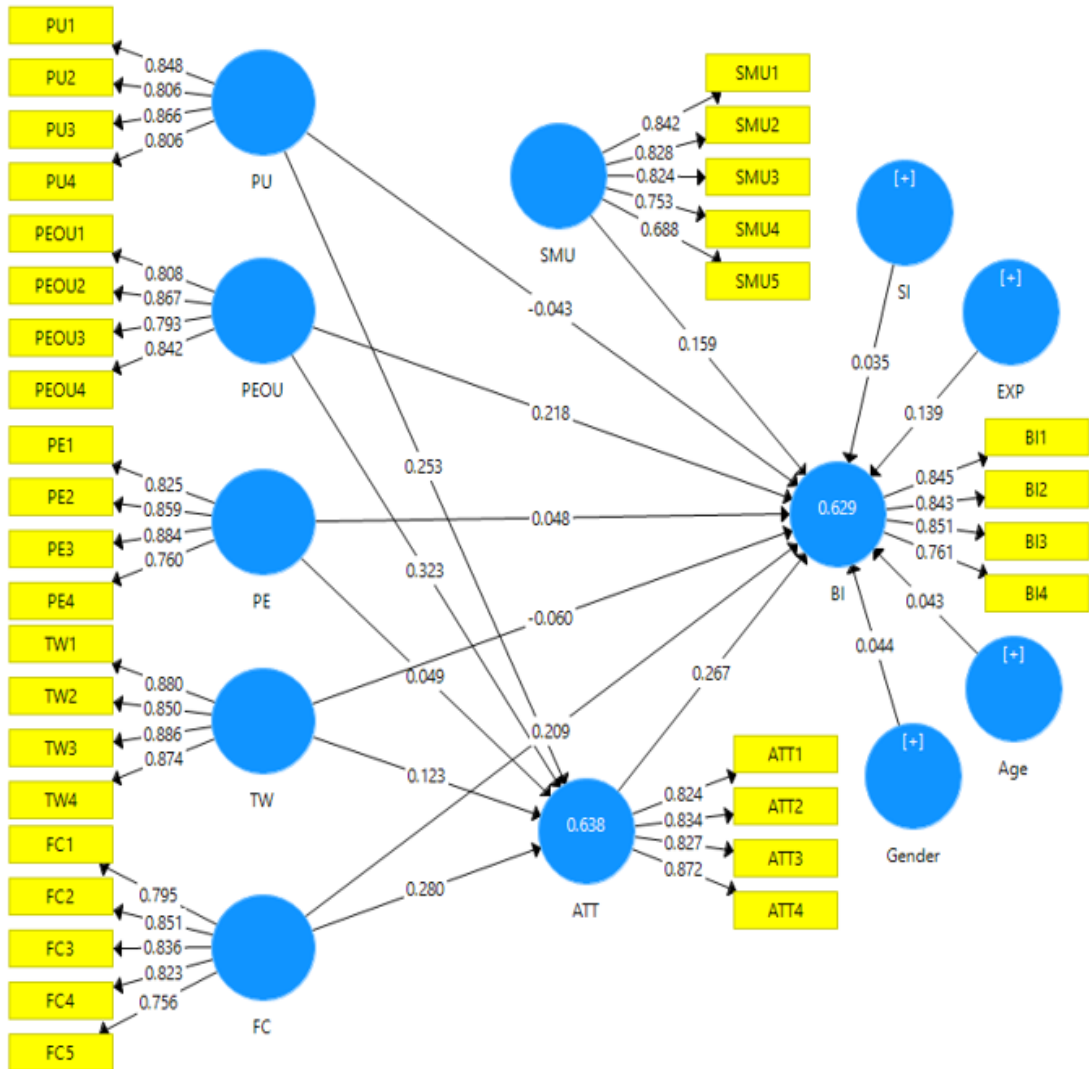 PU1
PU2
PU3
PU4
0.848
0.806
0.866
0.806
PU
PEOU1
PEOU2
PEOU3
PEOU4
0.808
0.867
0.793
0.842
PEOU
PE1
PE2
PE3
PE4
0.825
0.859
0.884
0.760
PE
TW1
TW2
TW3
TW4
0.880
0.850
0.886
0.874
TW
FC1
FC2
FC3
FC4
FC5
0.795
0.851
0.836
0.823
0.756
FC
SMU
0.842
0.828
0.824
0.753
0.688
SMU1
SMU2
SMU3
SMU4
SMU5
-0.043
0.159
0.218
0.253
0.048
0.323
-0.060
0.049
0.209
0.123
0.280
0.267
[+]
SI
0.035
[+]
EXP
0.139
0.629
BI
0.845
0.843
0.851
0.761
BI1
BI2
BI3
BI4
0.043
0.044
[+]
Age
[+]
Gender
0.638
ATT
0.824
0.834
0.827
0.872
ATT1
ATT2
ATT3
ATT4